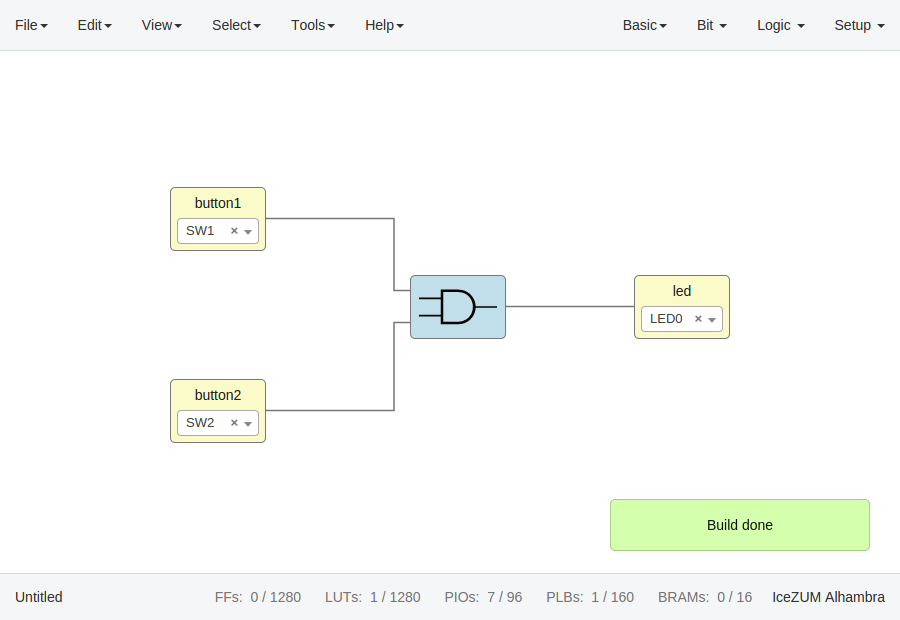 File Edit View Select Tools Help Basic Bit Logic Setup
button1
SW1 ×
led
LED0 ×
button2
SW2 ×
Build done
Untitled FFs: 0 / 1280 LUTs: 1 / 1280 PIOs: 7 / 96 PLBs: 1 / 160 BRAMs: 0 / 16 IceZUM Alhambra